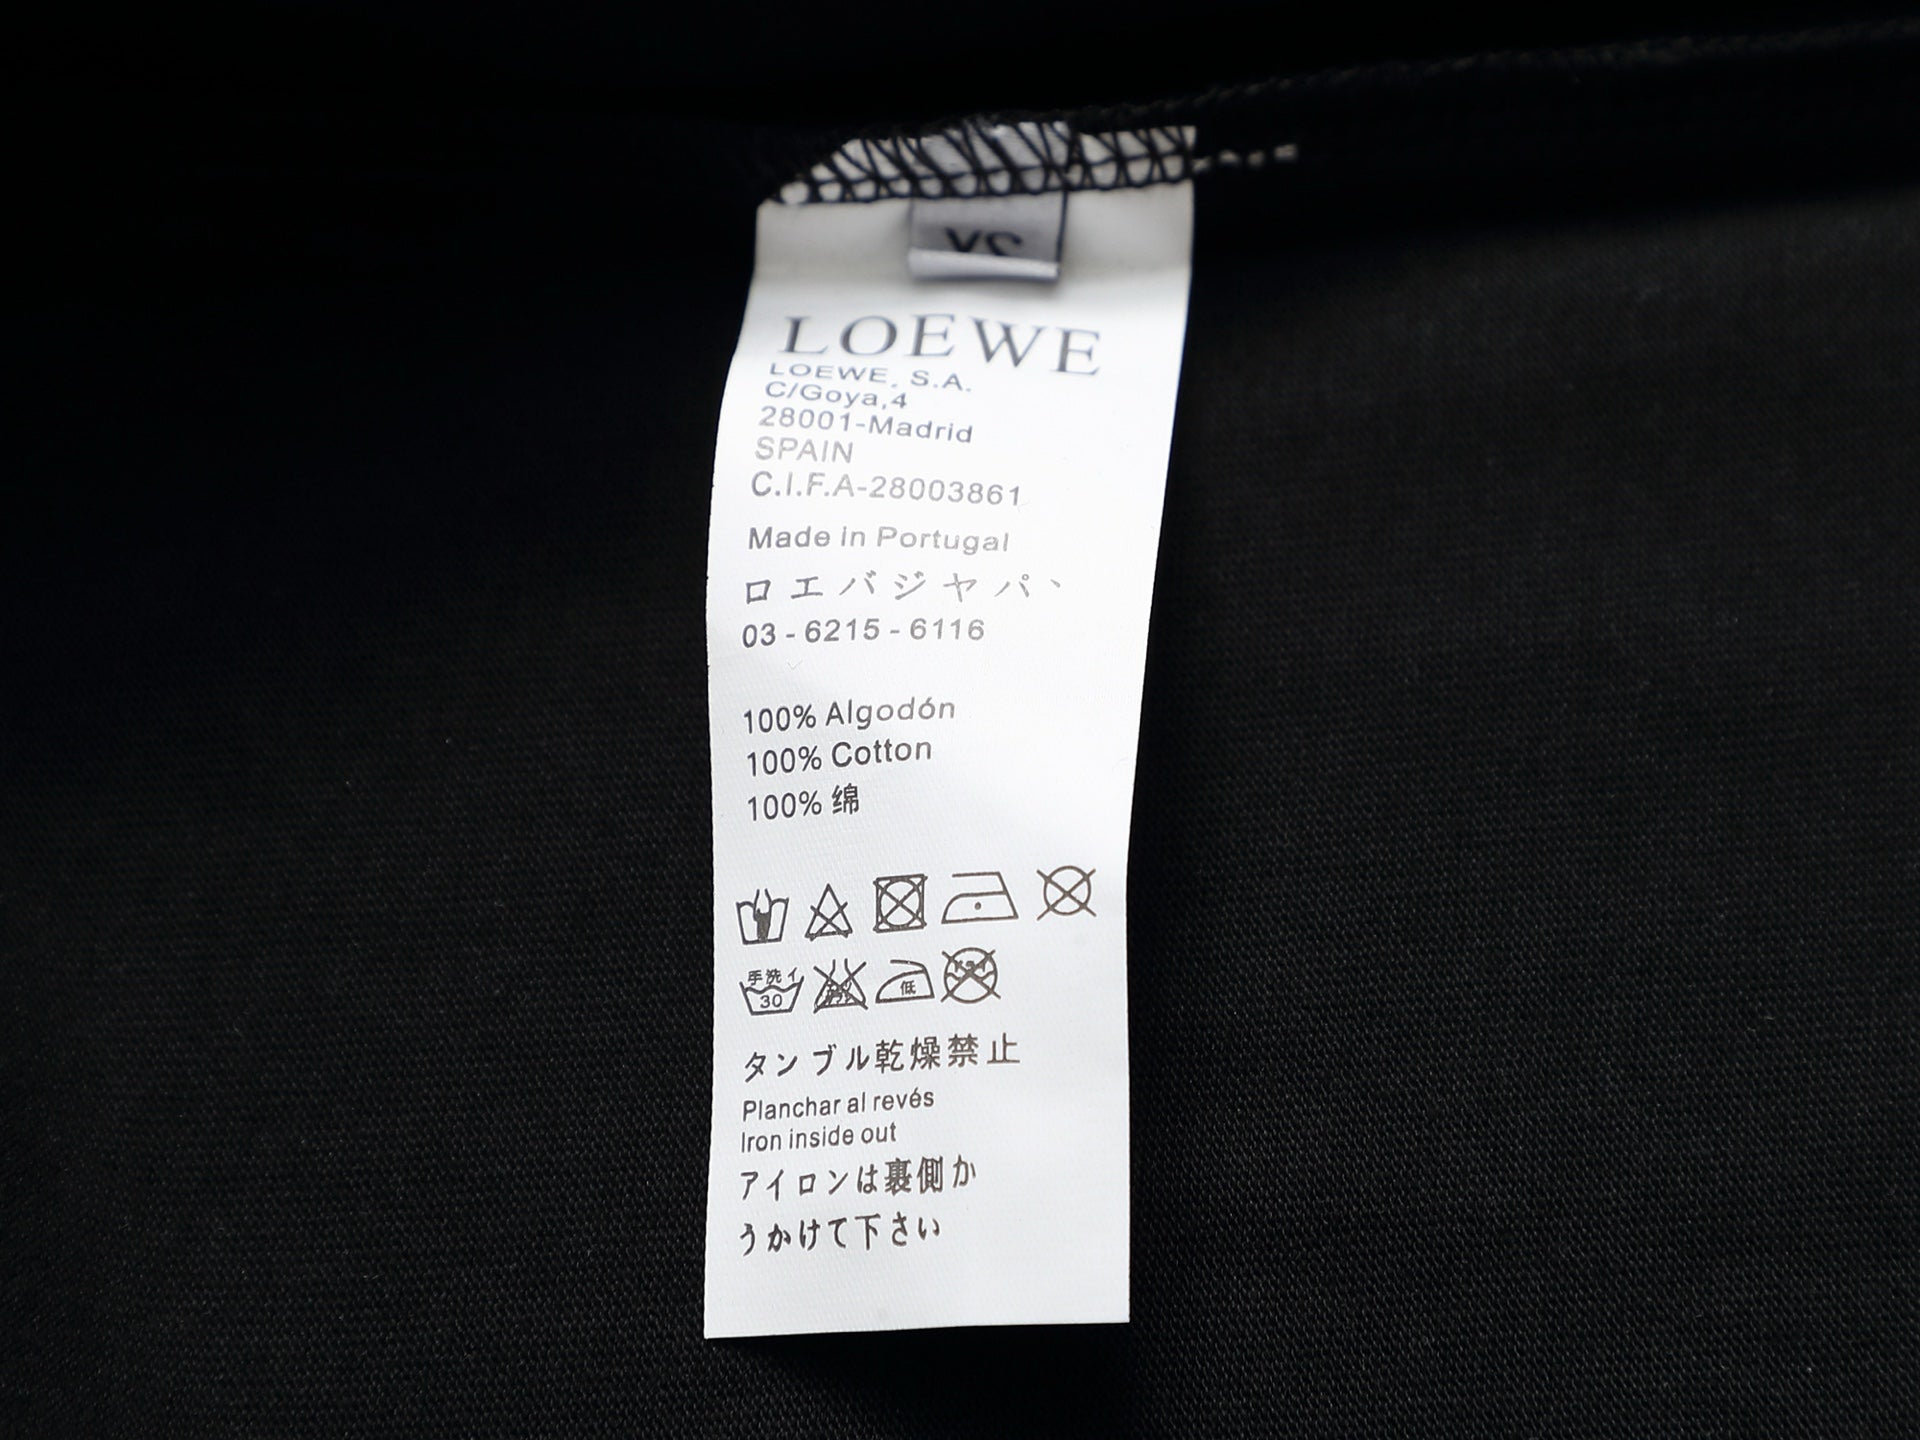 LOEWE
LOEWE, S.A.
C/Goya,4
28001-Madrid
SPAIN
C.I.F.A-28003861
Made in Portugal
ロエバジヤパ、
03-6215-6116
100% Algodón
100% Cotton
100% 绵
手洗イ
30
低
タンブル乾燥禁止
Planchar al revés
Iron inside out
アイロンは裏側か
うかけて下さい